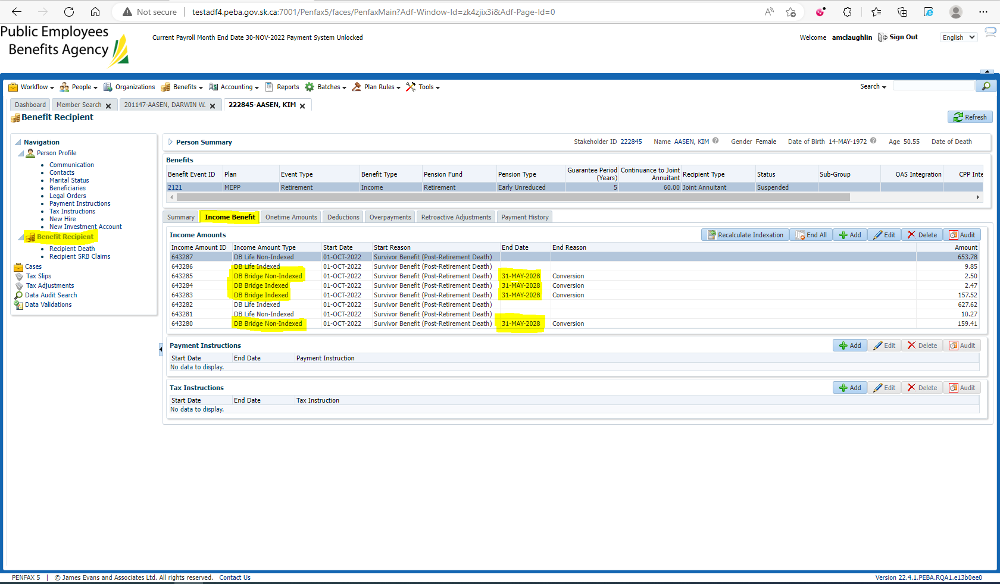 Not secure testadf4.peba.gov.sk.ca:7001/Penfax5/faces/PenfaxMain?Adf-Window-Id=zk4zjix3i&Adf-Page-Id=0
Public Employees
Benefits Agency
Current Payroll Month End Date 30-NOV-2022 Payment System Unlocked
Welcome amclaughlin Sign Out English
Workflow People Organizations Benefits Accounting Reports Batches Plan Rules Tools Search
Dashboard Member Search 201147-AASEN, DARWIN W. 222845-AASEN, KIM
Benefit Recipient Refresh
Navigation
Person Profile
Communication
Contacts
Marital Status
Beneficiaries
Legal Orders
Payment Instructions
Tax Instructions
New Hire
New Investment Account
Benefit Recipient
Recipient Death
Recipient SRB Claims
Cases
Tax Slips
Tax Adjustments
Data Audit Search
Data Validations
Person Summary Stakeholder ID 222845 Name AASEN, KIM Gender Female Date of Birth 14-MAY-1972 Age 50.55 Date of Death
Benefits
Benefit Event ID Plan Event Type Benefit Type Pension Fund Pension Type Guarantee Period (Years) Continuance to Joint Annuitant Recipient Type Status Sub-Group OAS Integration CPP Inte
2121 MEPP Retirement Income Retirement Early Unreduced 5 60.00 Joint Annuitant Suspended
Summary Income Benefit Onetime Amounts Deductions Overpayments Retroactive Adjustments Payment History
Income Amounts Recalculate Indexation End All Add Edit Delete Audit
Income Amount ID Income Amount Type Start Date Start Reason End Date End Reason Amount
643287 DB Life Non-Indexed 01-OCT-2022 Survivor Benefit (Post-Retirement Death) 653.78
643286 DB Life Indexed 01-OCT-2022 Survivor Benefit (Post-Retirement Death) 9.85
643285 DB Bridge Non-Indexed 01-OCT-2022 Survivor Benefit (Post-Retirement Death) 31-MAY-2028 Conversion 2.50
643284 DB Bridge Indexed 01-OCT-2022 Survivor Benefit (Post-Retirement Death) 31-MAY-2028 Conversion 2.47
643283 DB Bridge Indexed 01-OCT-2022 Survivor Benefit (Post-Retirement Death) 31-MAY-2028 Conversion 157.52
643282 DB Life Indexed 01-OCT-2022 Survivor Benefit (Post-Retirement Death) 627.62
643281 DB Life Non-Indexed 01-OCT-2022 Survivor Benefit (Post-Retirement Death) 10.27
643280 DB Bridge Non-Indexed 01-OCT-2022 Survivor Benefit (Post-Retirement Death) 31-MAY-2028 Conversion 159.41
Payment Instructions Add Edit Delete Audit
Start Date End Date Payment Instruction
No data to display.
Tax Instructions Add Edit Delete Audit
Start Date End Date Tax Instruction
No data to display.
PENFAX 5 | © James Evans and Associates Ltd. All rights reserved. Contact Us Version 22.4.1.PEBA.RQA1.e13b0ee0